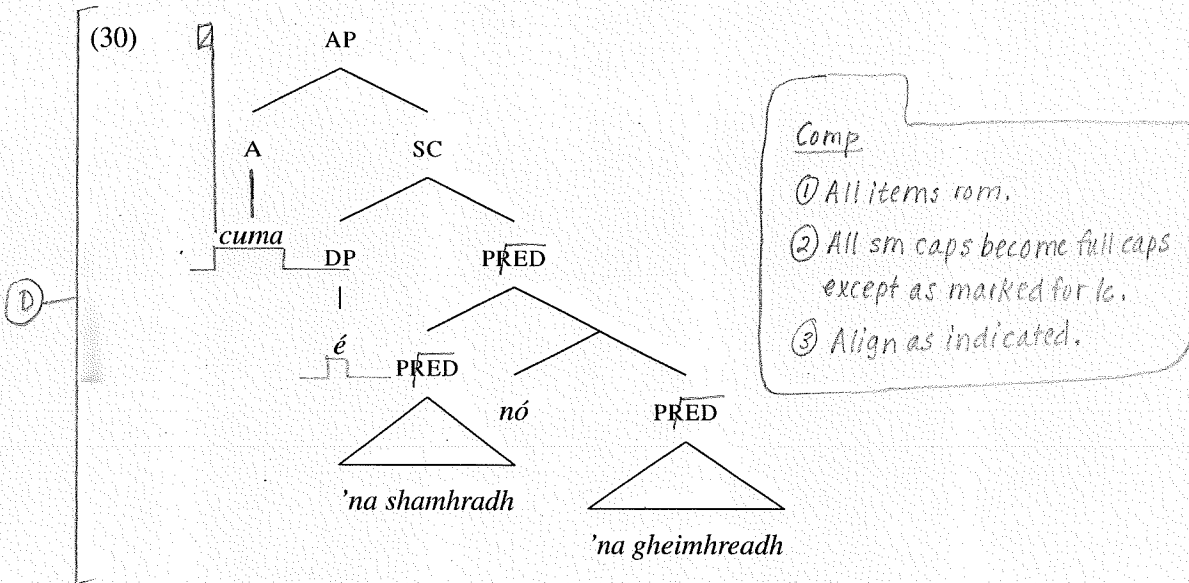 (30)
AP
A SC
cuma
DP PRED
é
PRED nó PRED
'na shamhradh
'na gheimhreadh
D
Comp
① All items rom.
② All sm caps become full caps
except as marked for lc.
③ Align as indicated.